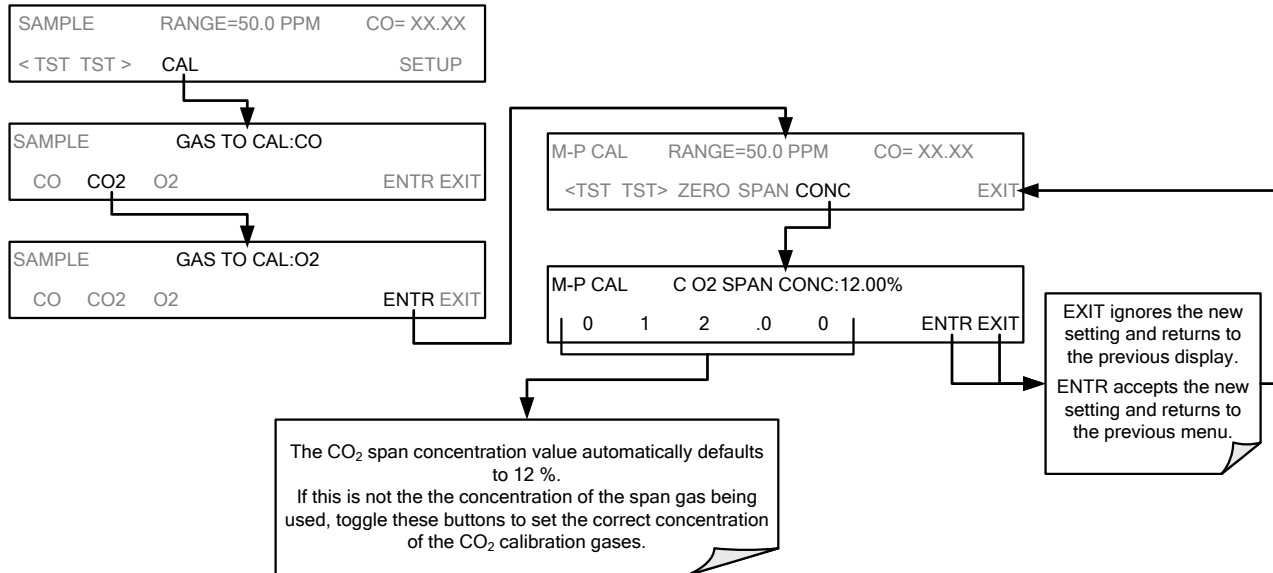 SAMPLE RANGE=50.0 PPM CO= XX.XX
< TST TST > CAL SETUP
SAMPLE GAS TO CAL:CO
CO CO2 O2 ENTR EXIT
SAMPLE GAS TO CAL:O2
CO CO2 O2 ENTR EXIT
M-P CAL RANGE=50.0 PPM CO= XX.XX
<TST TST> ZERO SPAN CONC EXIT
M-P CAL C O2 SPAN CONC:12.00%
0 1 2 .0 0 ENTR EXIT
EXIT ignores the new
setting and returns to
the previous display.
ENTR accepts the new
setting and returns to
the previous menu.
The CO₂ span concentration value automatically defaults
to 12 %.
If this is not the the concentration of the span gas being
used, toggle these buttons to set the correct concentration
of the CO₂ calibration gases.